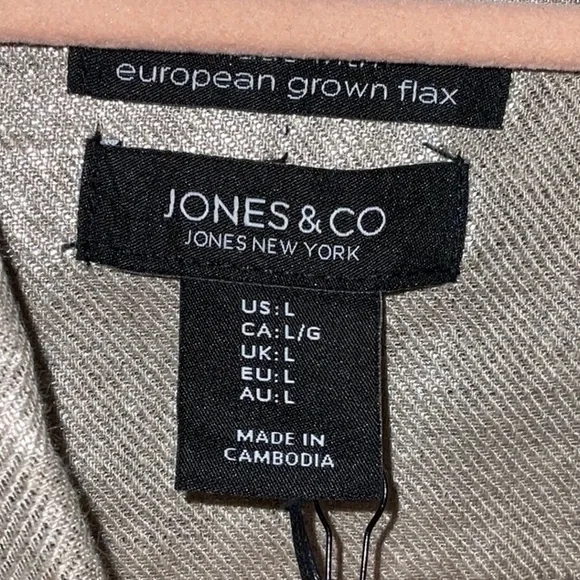 european grown flax
JONES & CO
JONES NEW YORK
US: L
CA: L/G
UK: L
EU: L
AU: L
MADE IN
CAMBODIA